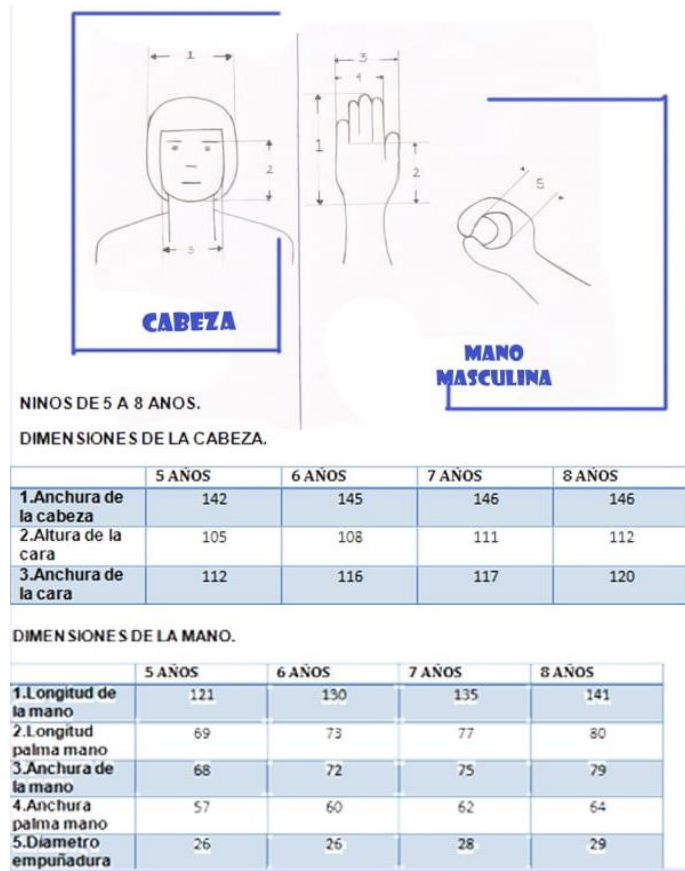 1
3
4
1
2
2
5
3
CABEZA
MANO
MASCULINA
NINOS DE 5 A 8 ANOS.
DIMENSIONES DE LA CABEZA.
5 AÑOS 6 AÑOS 7 AÑOS 8 AÑOS
1.Anchura de la cabeza 142 145 146 146
2.Altura de la cara 105 108 111 112
3.Anchura de la cara 112 116 117 120
DIMENSIONES DE LA MANO.
5 AÑOS 6 AÑOS 7 AÑOS 8 AÑOS
1.Longitud de la mano 121 130 135 141
2.Longitud palma mano 69 73 77 80
3.Anchura de la mano 68 72 75 79
4.Anchura palma mano 57 60 62 64
5.Diametro empuñadura 26 26 28 29